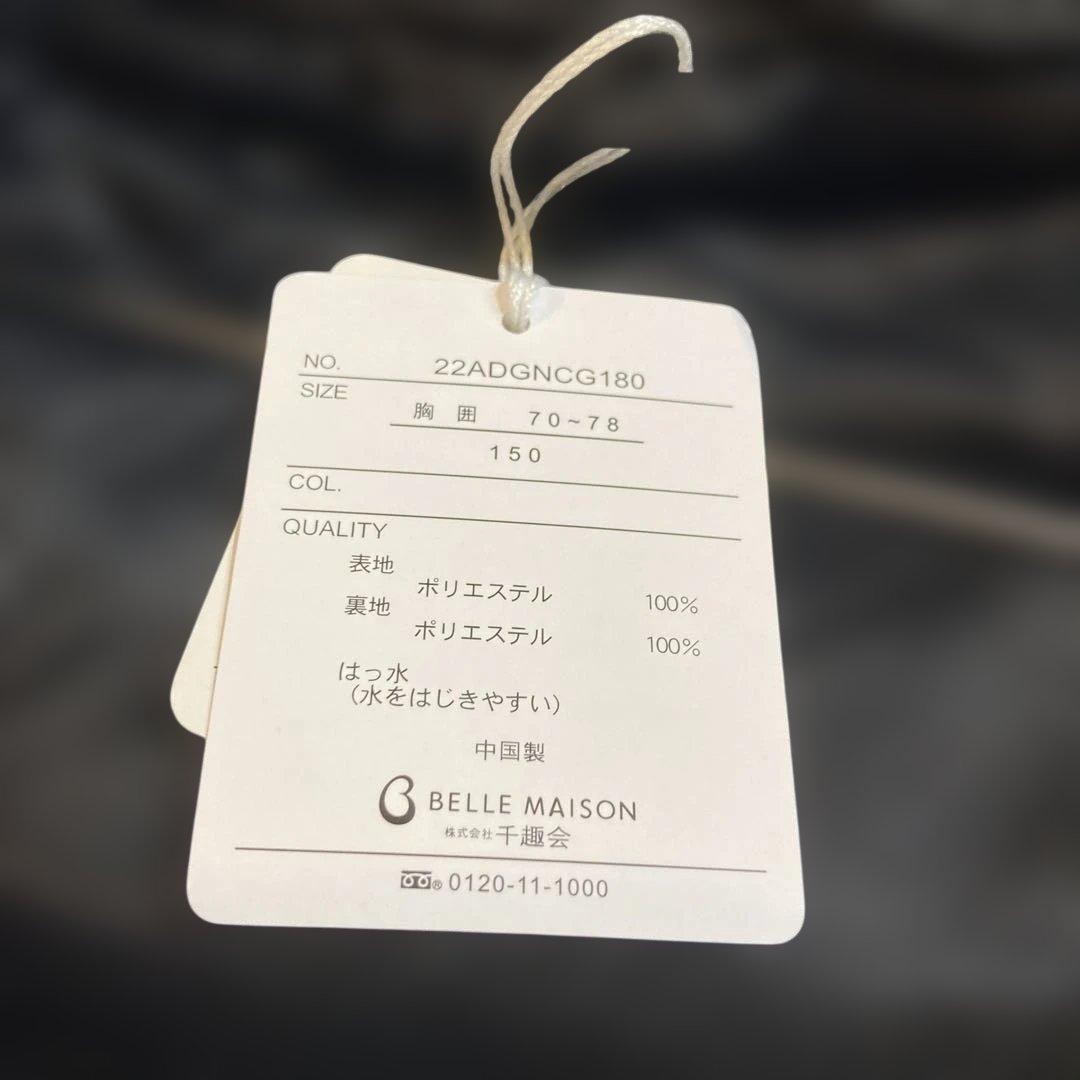 NO. 22ADGNCG180
SIZE
胸 囲 70~78
150
COL.
QUALITY
表地
ポリエステル 100%
裏地
ポリエステル 100%
はっ水
（水をはじきやすい）
中国製
BELLE MAISON
株式会社千趣会
® 0120-11-1000